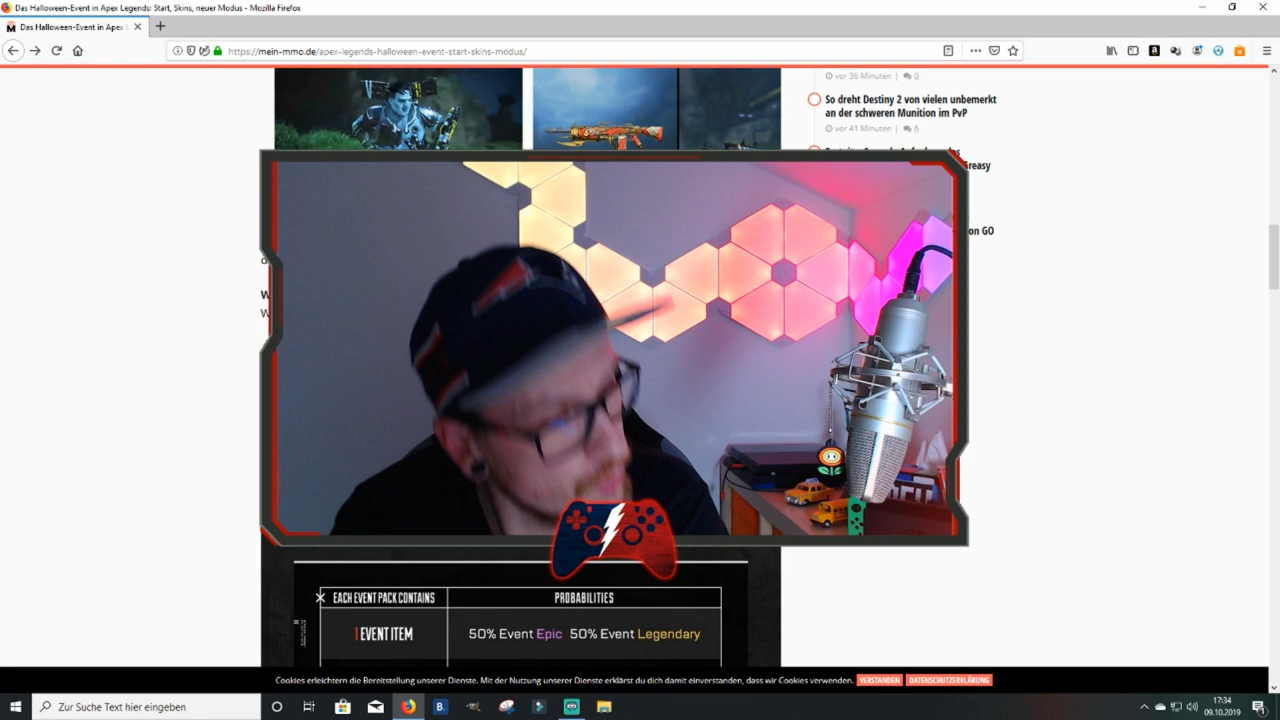 Das Halloween-Event in Apex Legends: Start, Skins, neuer Modus - Mozilla Firefox
Das Halloween-Event in Apex
https://mein-mmo.de/apex-legends-halloween-event-start-skins-modus/
vor 36 Minuten | 0
So dreht Destiny 2 von vielen unbemerkt
an der schweren Munition im PvP
vor 41 Minuten | 6
on GO
EACH EVENT PACK CONTAINS
PROBABILITIES
1 EVENT ITEM
50% Event Epic 50% Event Legendary
Cookies erleichtern die Bereitstellung unserer Dienste. Mit der Nutzung unserer Dienste erklärst du dich damit einverstanden, dass wir Cookies verwenden.
VERSTANDEN
DATENSCHUTZERKLÄRUNG
Zur Suche Text hier eingeben
17:34
09.10.2019